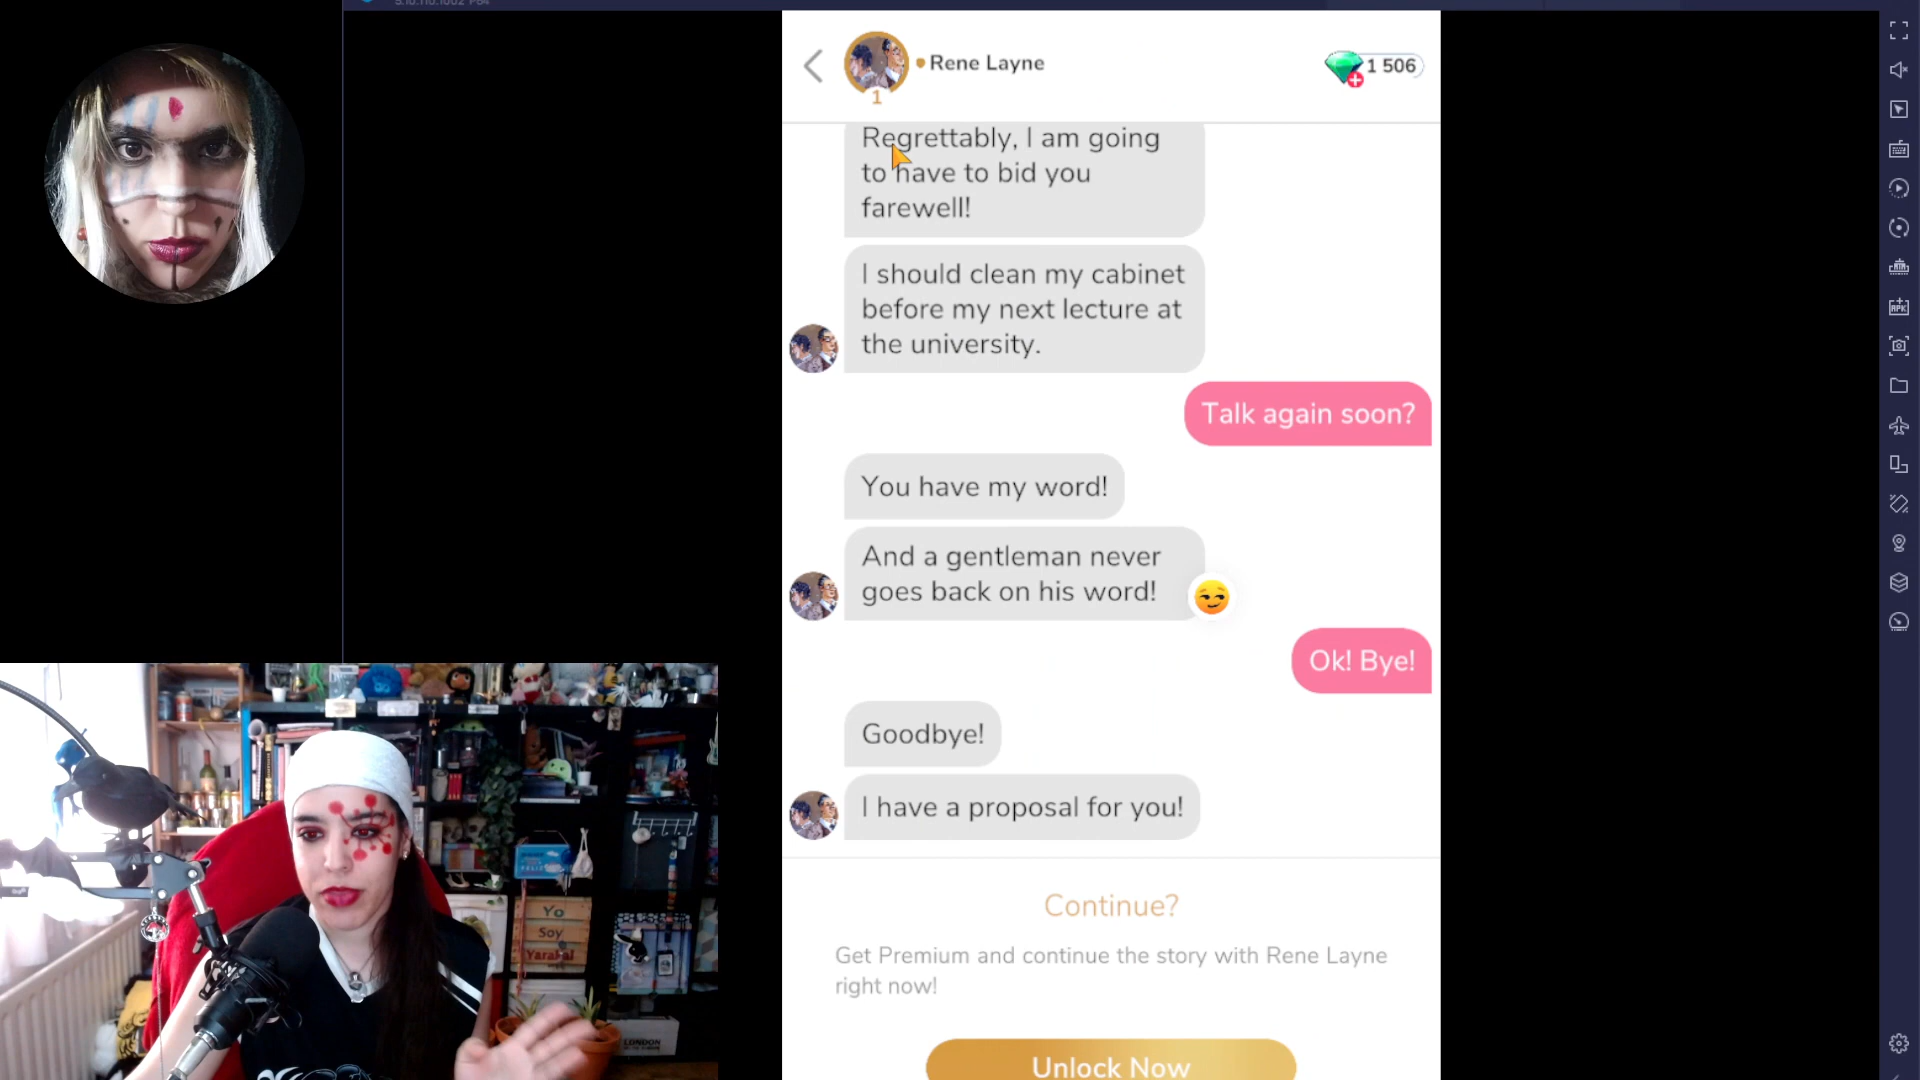 Rene Layne
1 506
1
Regrettably, I am going
to have to bid you
farewell!
I should clean my cabinet
before my next lecture at
the university.
Talk again soon?
You have my word!
And a gentleman never
goes back on his word!
Ok! Bye!
Goodbye!
I have a proposal for you!
Continue?
Get Premium and continue the story with Rene Layne
right now!
Unlock Now
Yo
Soy
Yarakel
LONDON